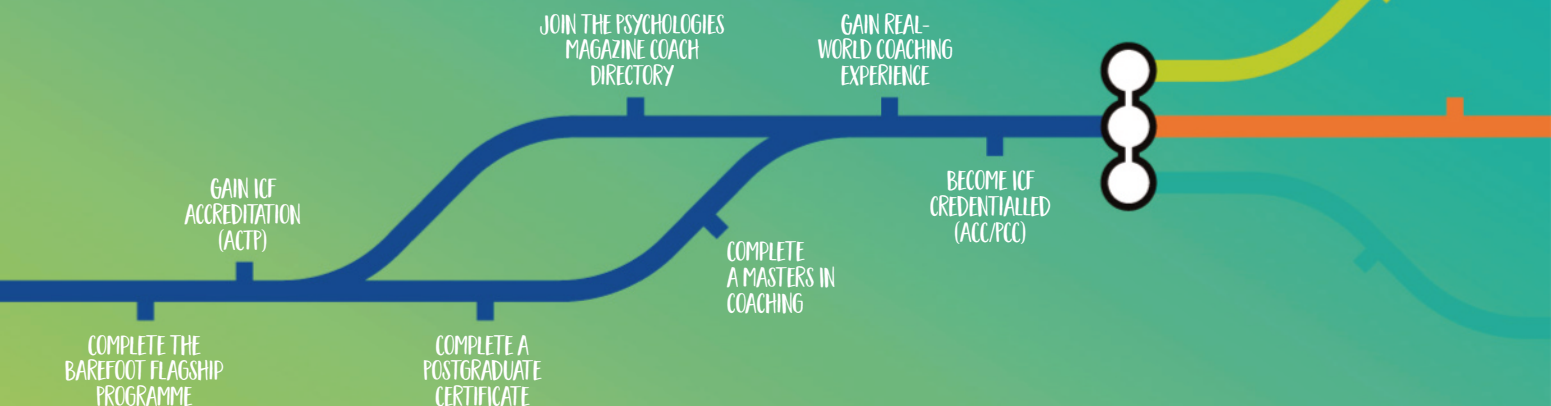 JOIN THE PSYCHOLOGIES
MAGAZINE COACH
DIRECTORY
GAIN REAL-
WORLD COACHING
EXPERIENCE
GAIN ICF
ACCREDITATION
(ACTP)
BECOME ICF
CREDENTIALLED
(ACC/PCC)
COMPLETE
A MASTERS IN
COACHING
COMPLETE THE
BAREFOOT FLAGSHIP
PROGRAMME
COMPLETE A
POSTGRADUATE
CERTIFICATE